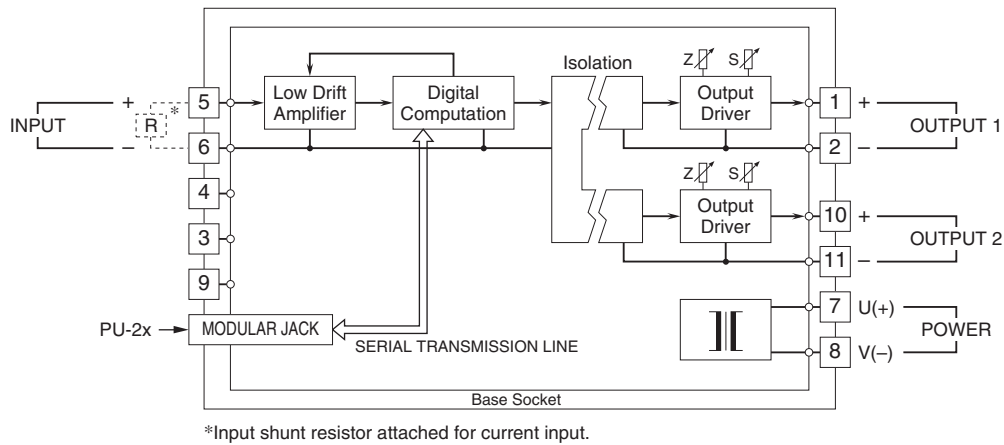 Isolation
Z S
5
Low Drift
Amplifier
Digital
Computation
Output
Driver
1 +
INPUT
+
R *
–
OUTPUT 1
6
2 –
4
Z S
3
Output
Driver
10 +
OUTPUT 2
11 –
9
7 U(+)
PU-2x
MODULAR JACK
SERIAL TRANSMISSION LINE
POWER
8 V(–)
Base Socket
*Input shunt resistor attached for current input.